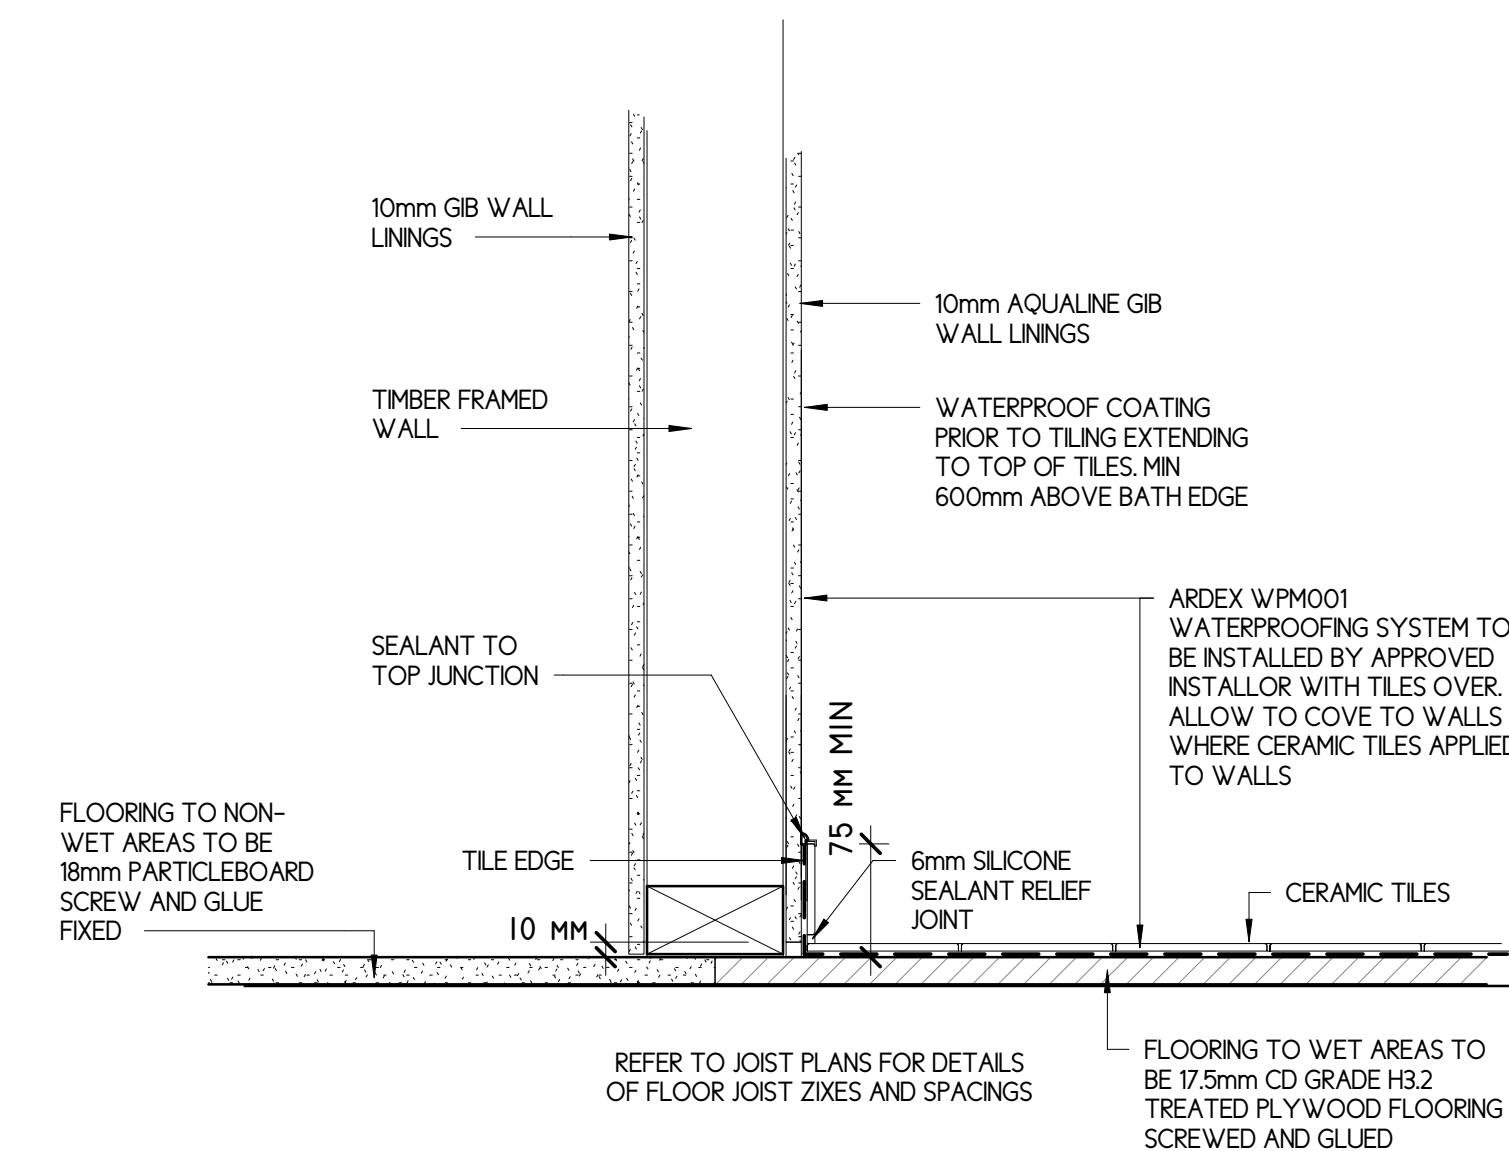 10mm GIB WALL
LININGS
10mm AQUALINE GIB
WALL LININGS
TIMBER FRAMED
WALL
WATERPROOF COATING
PRIOR TO TILING EXTENDING
TO TOP OF TILES. MIN
600mm ABOVE BATH EDGE
ARDEX WPM001
WATERPROOFING SYSTEM TO
BE INSTALLED BY APPROVED
INSTALLOR WITH TILES OVER.
ALLOW TO COVE TO WALLS
WHERE CERAMIC TILES APPLIED
TO WALLS
SEALANT TO
TOP JUNCTION
75 MM MIN
FLOORING TO NON-
WET AREAS TO BE
18mm PARTICLEBOARD
SCREW AND GLUE
FIXED
TILE EDGE
6mm SILICONE
SEALANT RELIEF
JOINT
CERAMIC TILES
10 MM
REFER TO JOIST PLANS FOR DETAILS
OF FLOOR JOIST ZIXES AND SPACINGS
FLOORING TO WET AREAS TO
BE 17.5mm CD GRADE H3.2
TREATED PLYWOOD FLOORING
SCREWED AND GLUED